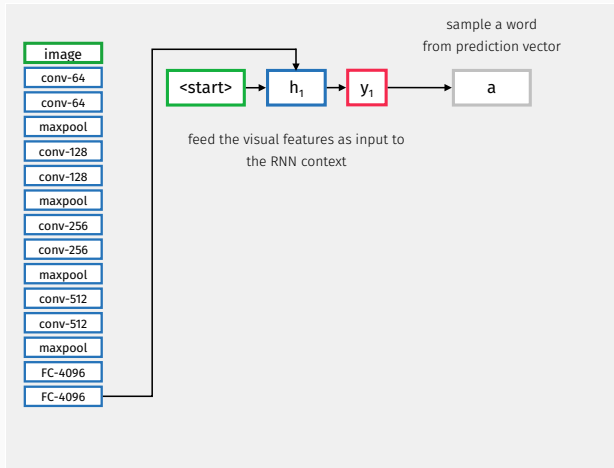 image
conv-64
conv-64
maxpool
conv-128
conv-128
maxpool
conv-256
conv-256
maxpool
conv-512
conv-512
maxpool
FC-4096
FC-4096
<start>
h₁
y₁
sample a word
from prediction vector
a
feed the visual features as input to
the RNN context